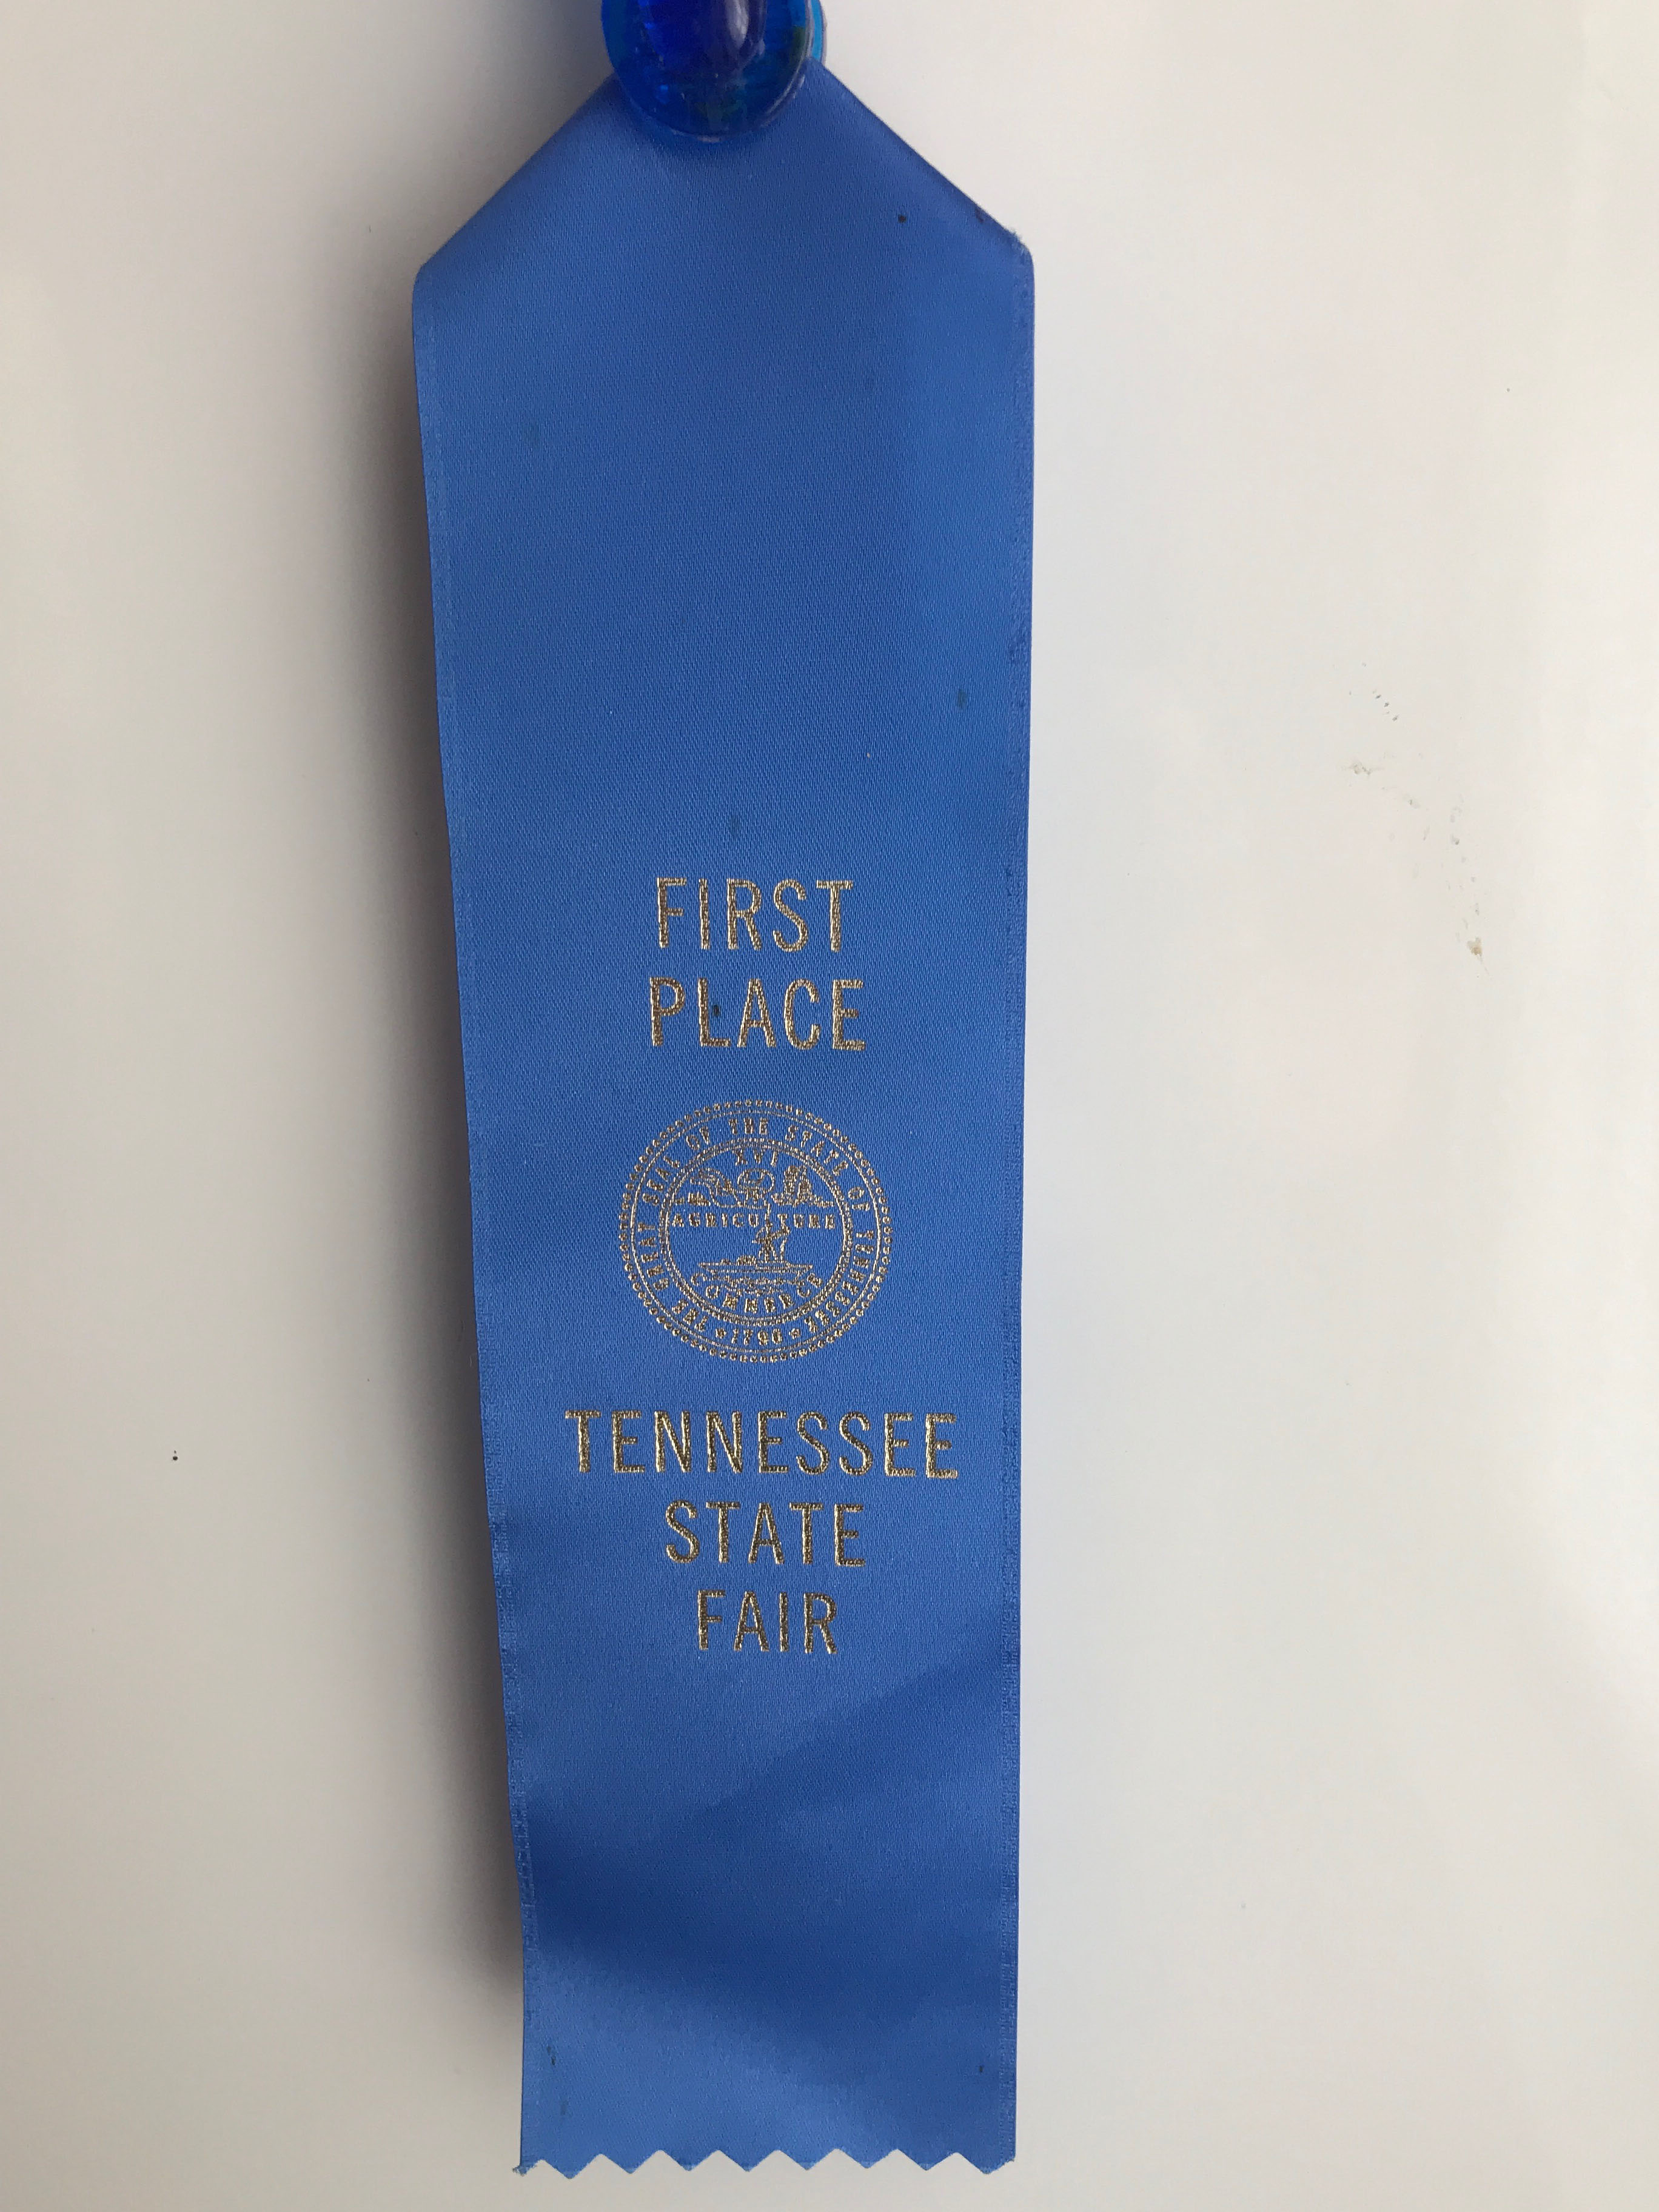 FIRST
PLACE
THE GREAT SEAL OF THE STATE OF TENNESSEE
XVI
AGRICULTURE
COMMERCE
1796
TENNESSEE
STATE
FAIR